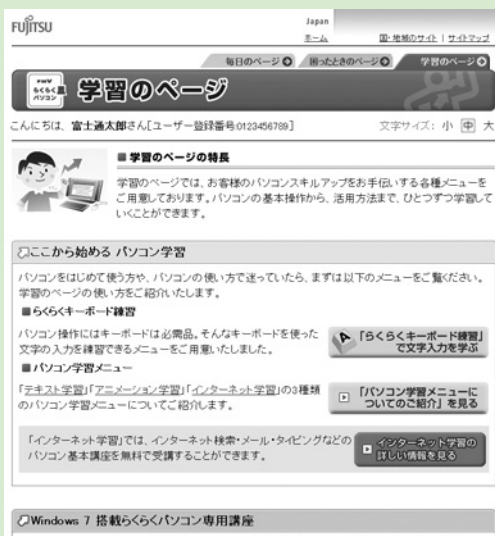 FUJITSU
Japan
ホーム
国・地域のサイト | サイトマップ
毎日のページ
困ったときのページ
学習のページ
FMV
らくらく
パソコン
学習のページ
こんにちは、富士通太郎さん[ユーザー登録番号:0123456789]
文字サイズ: 小 中 大
■学習のページの特長
学習のページでは、お客様のパソコンスキルアップをお手伝いする各種メニューを
ご用意しております。パソコンの基本操作から、活用方法まで、ひとつずつ学習して
いくことができます。
ここから始める パソコン学習
パソコンをはじめて使う方や、パソコンの使い方で迷っていたら、まずは以下のメニューをご覧ください。
学習のページの使い方をご紹介いたします。
■らくらくキーボード練習
パソコン操作にはキーボードは必需品。そんなキーボードを使った
文字の入力を練習できるメニューをご用意いたしました。
「らくらくキーボード練習」
で文字入力を学ぶ
■パソコン学習メニュー
「テキスト学習」「アニメーション学習」「インターネット学習」の3種類
のパソコン学習メニューについてご紹介します。
「パソコン学習メニューに
ついてのご紹介」を見る
「インターネット学習」では、インターネット検索・メール・タイピングなどの
パソコン基本講座を無料で受講することができます。
インターネット学習の
詳しい情報を見る
Windows 7 搭載らくらくパソコン専用講座